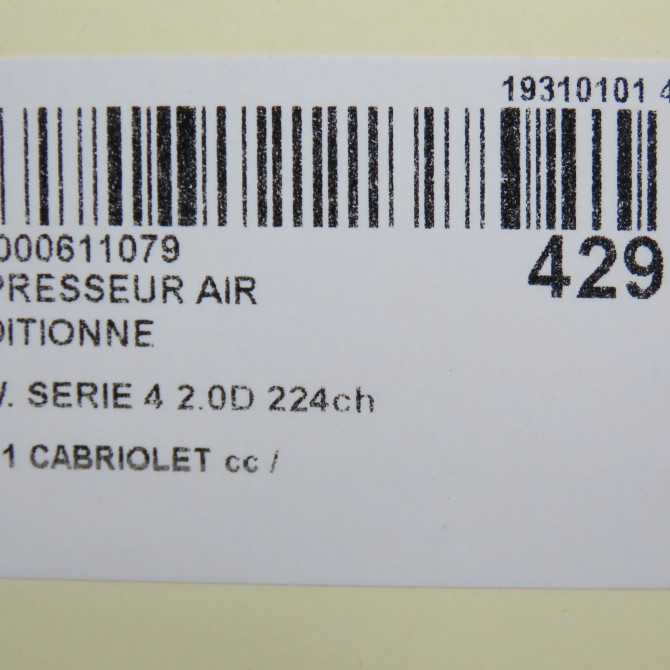 19310101 4
000611079
429
PRESSEUR AIR
DITIONNE
. SERIE 4 2.0D 224ch
1 CABRIOLET cc /